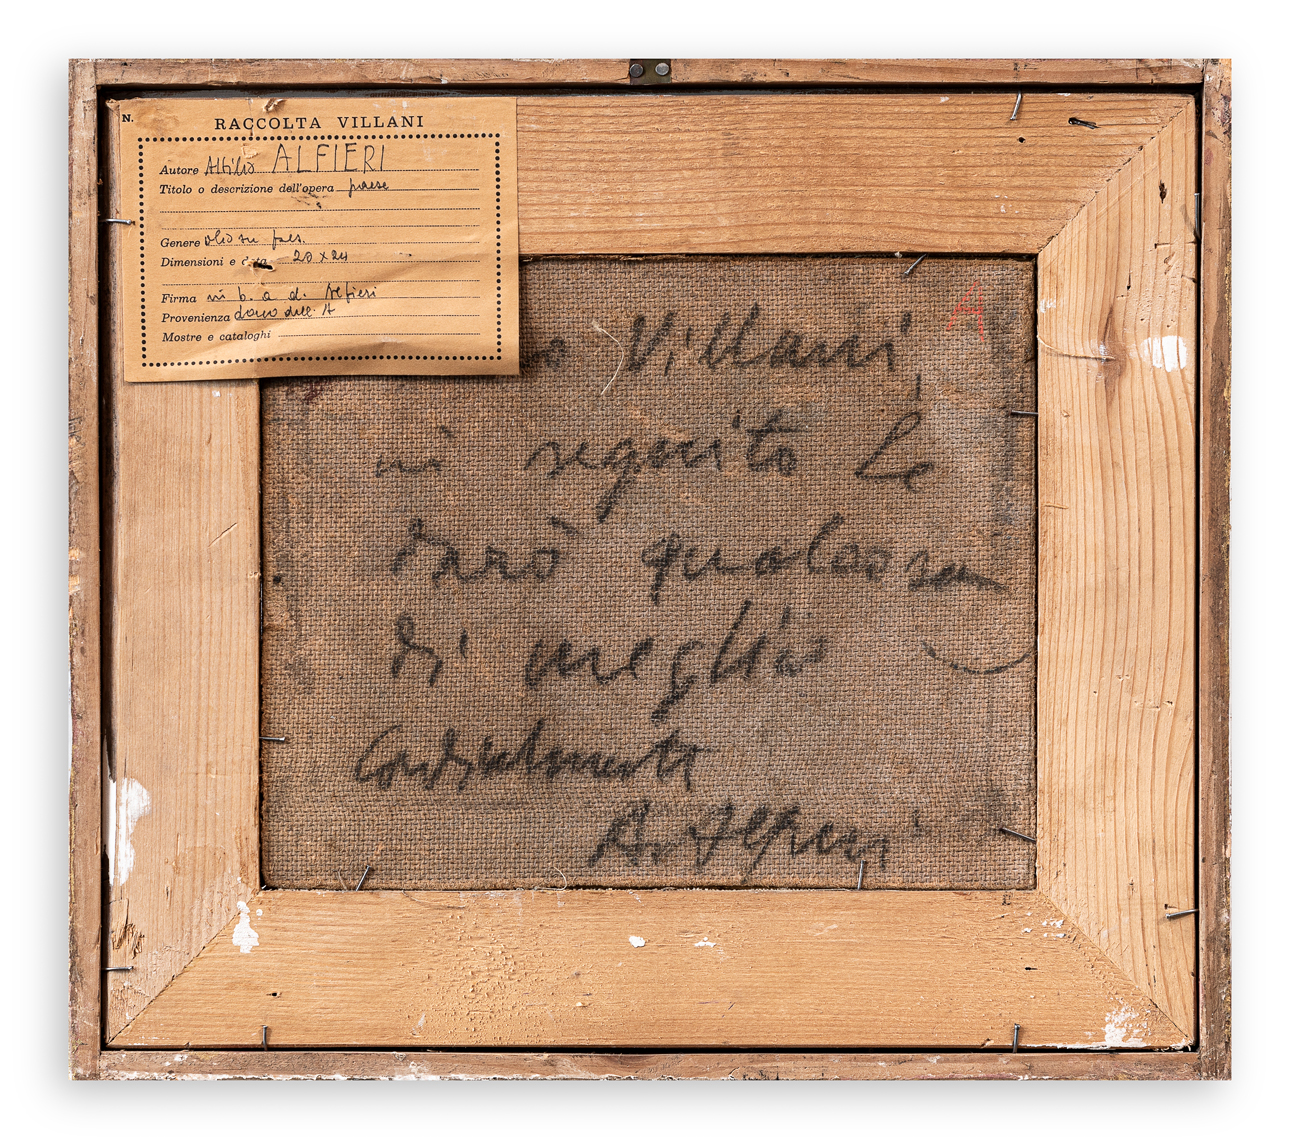 N.
RACCOLTA VILLANI
Autore Attilio ALFIERI
Titolo o descrizione dell'opera paese
Genere olio su faes.
Dimensioni e data 20 x 24
Firma in b. a d. Alfieri
Provenienza dono dell'A
Mostre e cataloghi
A
Villani,
in seguito le
darò qualcosa
di meglio
Cordialmente
A. Alfieri